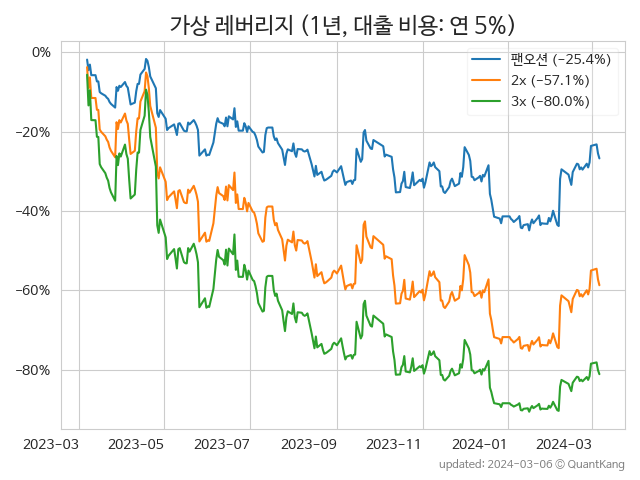 가상 레버리지 (1년, 대출 비용: 연 5%)
0%
−20%
−40%
−60%
−80%
팬오션 (−25.4%)
2x (−57.1%)
3x (−80.0%)
2023-03 2023-05 2023-07 2023-09 2023-11 2024-01 2024-03
updated: 2024-03-06 © QuantKang